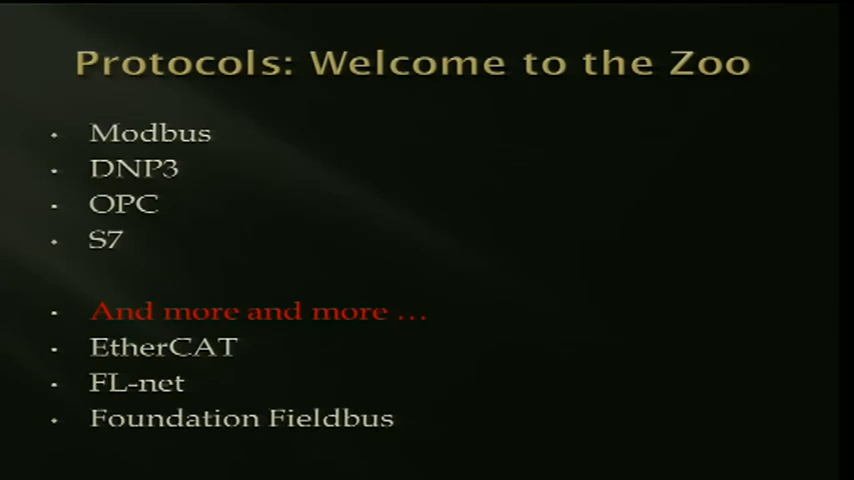 Protocols: Welcome to the Zoo
• Modbus
• DNP3
• OPC
• S7
• And more and more …
• EtherCAT
• FL-net
• Foundation Fieldbus